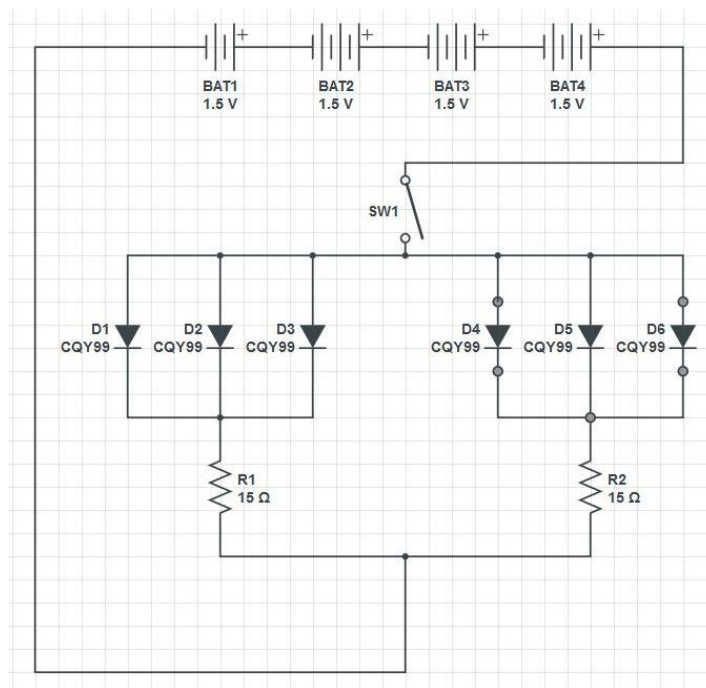 + + + +
BAT1 BAT2 BAT3 BAT4
1.5 V 1.5 V 1.5 V 1.5 V
SW1
D1 D2 D3 D4 D5 D6
CQY99 CQY99 CQY99 CQY99 CQY99 CQY99
R1 R2
15 Ω 15 Ω